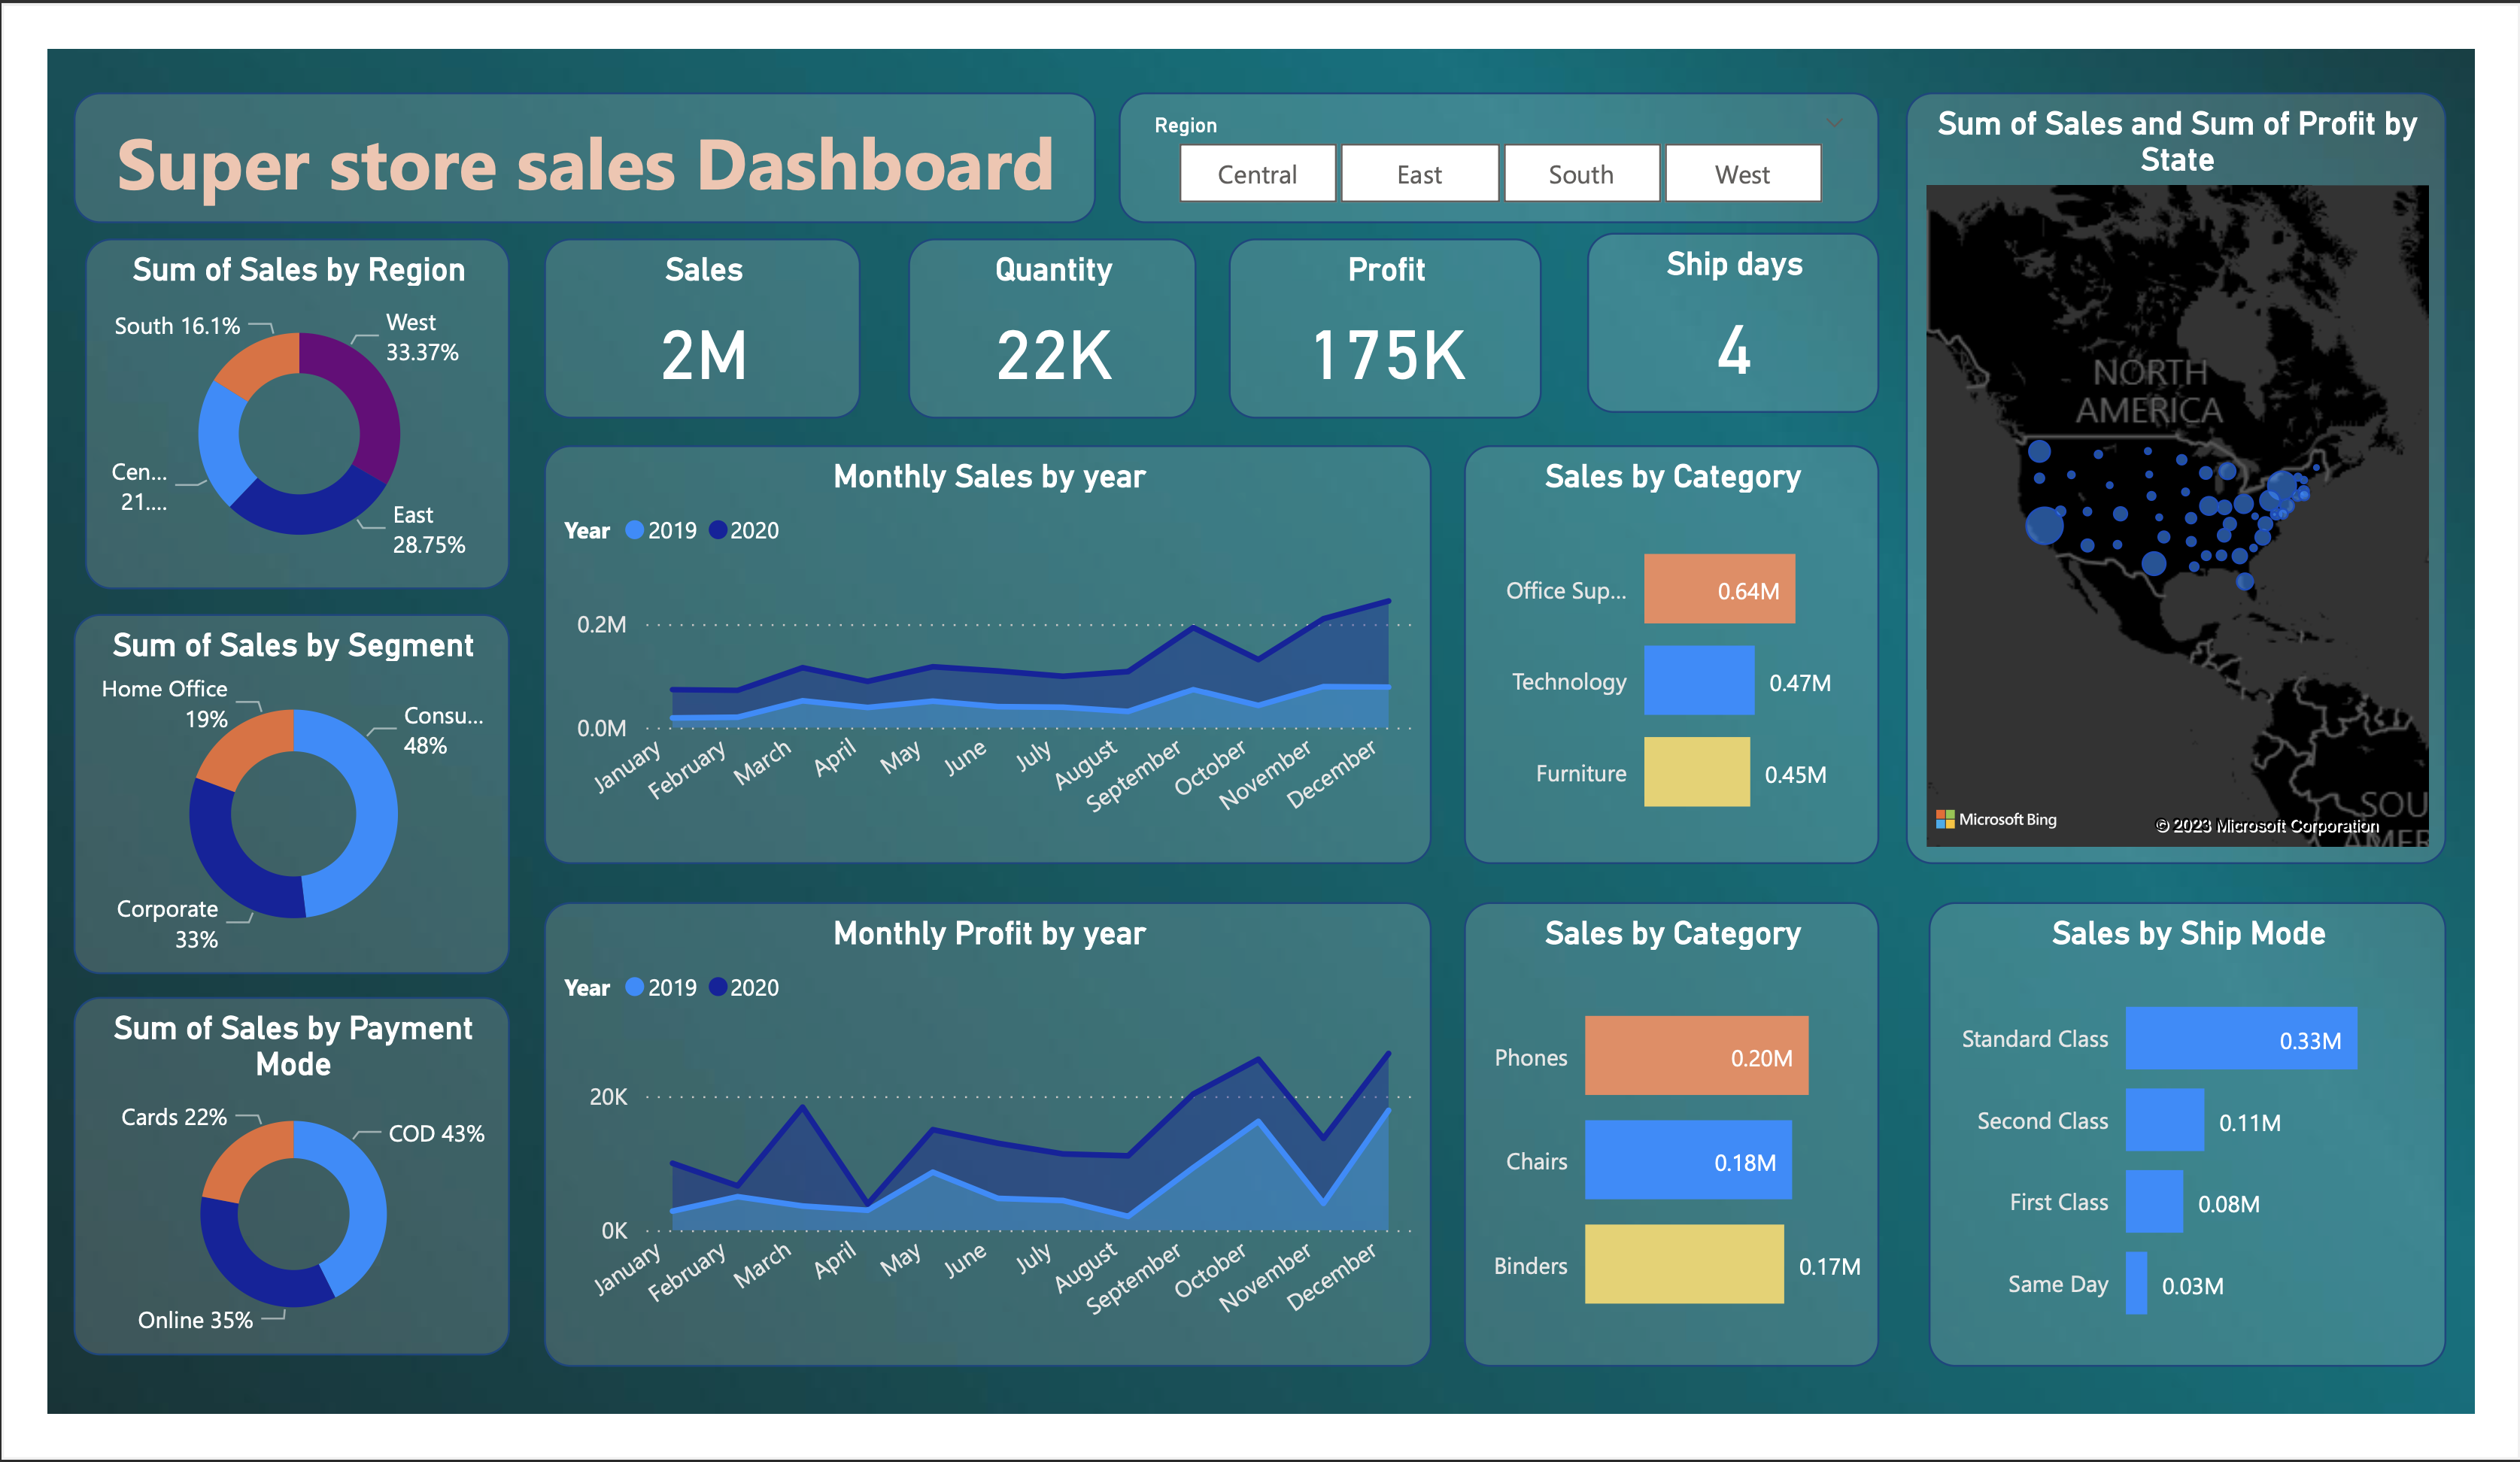 Super store sales Dashboard
Region
Central
East
South
West
Sum of Sales and Sum of Profit by
State
NORTH
AMERICA
SOU
AMER
Microsoft Bing
© 2023 Microsoft Corporation
Sum of Sales by Region
South 16.1%
West
33.37%
Cen...
21....
East
28.75%
Sales
2M
Quantity
22K
Profit
175K
Ship days
4
Sum of Sales by Segment
Home Office
19%
Consu...
48%
Corporate
33%
Monthly Sales by year
Year 2019 2020
0.2M
0.0M
January
February
March
April
May
June
July
August
September
October
November
December
Sales by Category
Office Sup... 0.64M
Technology 0.47M
Furniture 0.45M
Sum of Sales by Payment
Mode
Cards 22%
COD 43%
Online 35%
Monthly Profit by year
Year 2019 2020
20K
0K
January
February
March
April
May
June
July
August
September
October
November
December
Sales by Category
Phones 0.20M
Chairs 0.18M
Binders 0.17M
Sales by Ship Mode
Standard Class 0.33M
Second Class 0.11M
First Class 0.08M
Same Day 0.03M